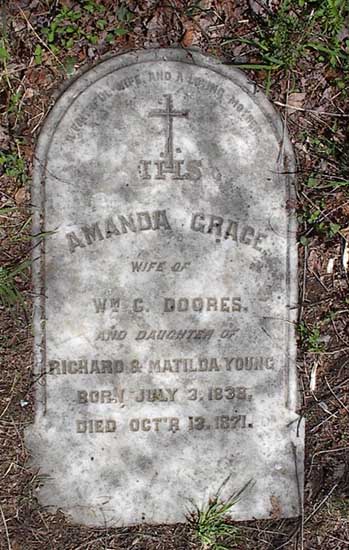 A FAITHFUL WIFE AND A LOVING MOTHER
IHS
AMANDA GRACE
WIFE OF
WM C. DOORES.
AND DAUGHTER OF
RICHARD & MATILDA YOUNG
BORN JULY 3, 1838,
DIED OCT'R 13, 1871.